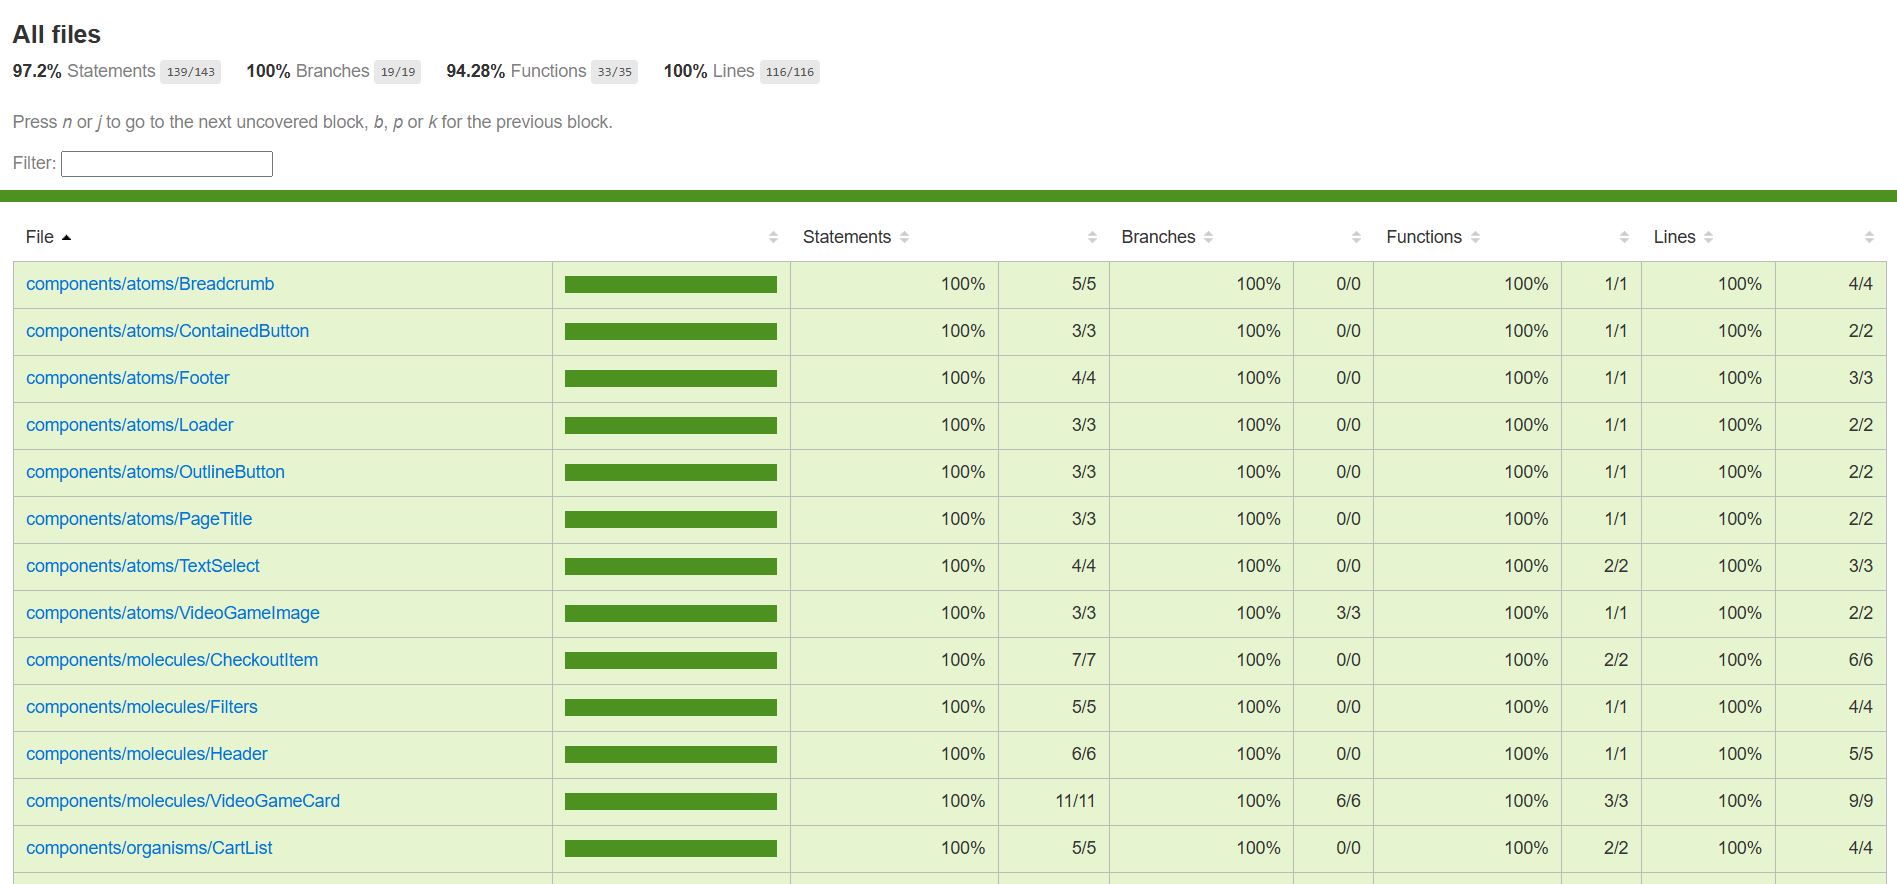 All files
97.2% Statements 139/143 100% Branches 19/19 94.28% Functions 33/35 100% Lines 116/116
Press n or j to go to the next uncovered block, b, p or k for the previous block.
Filter:
File Statements Branches Functions Lines
components/atoms/Breadcrumb 100% 5/5 100% 0/0 100% 1/1 100% 4/4
components/atoms/ContainedButton 100% 3/3 100% 0/0 100% 1/1 100% 2/2
components/atoms/Footer 100% 4/4 100% 0/0 100% 1/1 100% 3/3
components/atoms/Loader 100% 3/3 100% 0/0 100% 1/1 100% 2/2
components/atoms/OutlineButton 100% 3/3 100% 0/0 100% 1/1 100% 2/2
components/atoms/PageTitle 100% 3/3 100% 0/0 100% 1/1 100% 2/2
components/atoms/TextSelect 100% 4/4 100% 0/0 100% 2/2 100% 3/3
components/atoms/VideoGameImage 100% 3/3 100% 3/3 100% 1/1 100% 2/2
components/molecules/CheckoutItem 100% 7/7 100% 0/0 100% 2/2 100% 6/6
components/molecules/Filters 100% 5/5 100% 0/0 100% 1/1 100% 4/4
components/molecules/Header 100% 6/6 100% 0/0 100% 1/1 100% 5/5
components/molecules/VideoGameCard 100% 11/11 100% 6/6 100% 3/3 100% 9/9
components/organisms/CartList 100% 5/5 100% 0/0 100% 2/2 100% 4/4